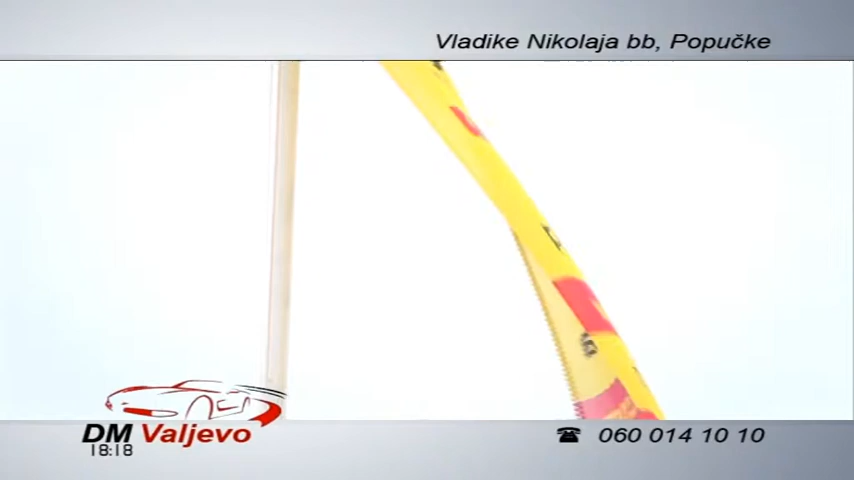 Vladike Nikolaja bb, Popučke
DM Valjevo
18:18
☎ 060 014 10 10